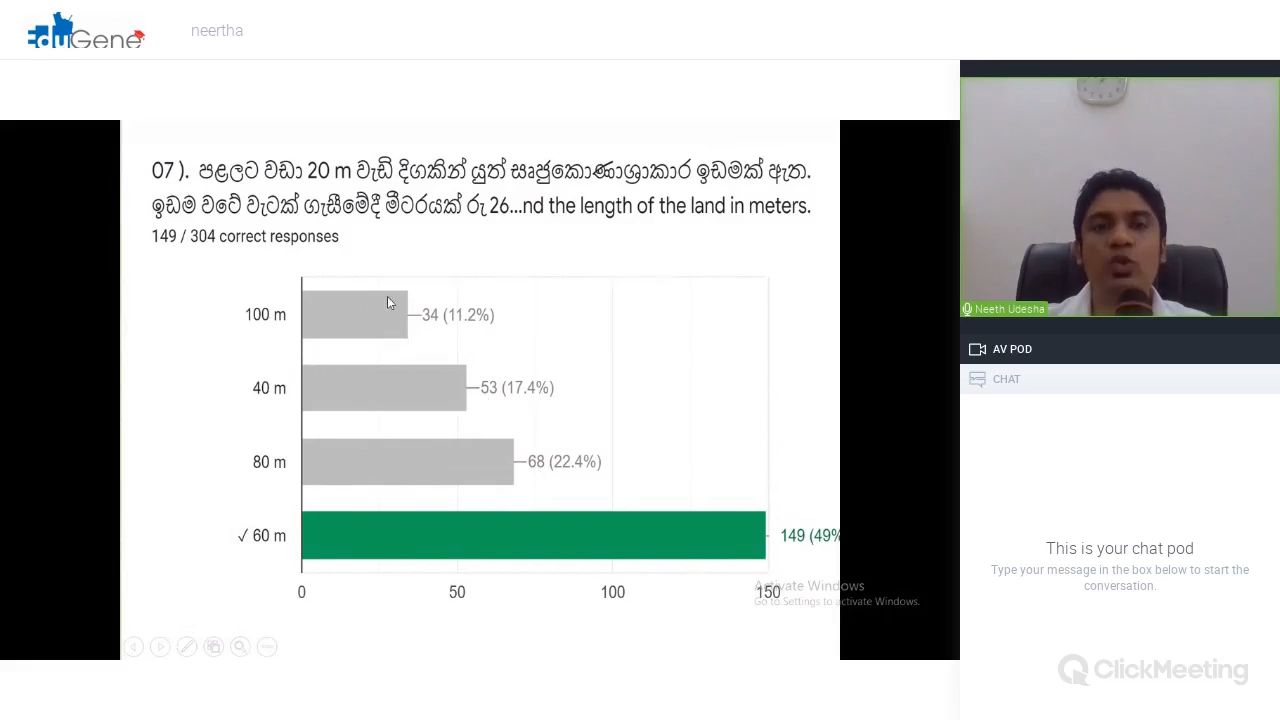 EduGene
neertha
07 ). පළලට වඩා 20 m වැඩි දිගකින් යුත් සෘජුකොණාශ්‍රාකාර ඉඩමක් ඇත.
ඉඩම වටේ වැටක් ගැසීමේදී මීටරයක් රු 26...nd the length of the land in meters.
149 / 304 correct responses
100 m
34 (11.2%)
40 m
53 (17.4%)
80 m
68 (22.4%)
✓ 60 m
149 (49%
0
50
100
150
Activate Windows
Go to Settings to activate Windows.
Neeth Udesha
AV POD
CHAT
This is your chat pod
Type your message in the box below to start the
conversation.
ClickMeeting